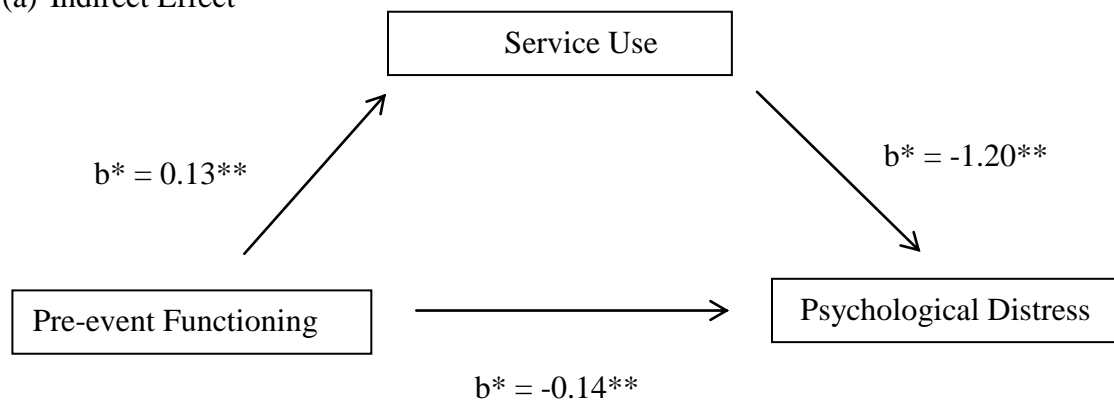 (a) Indirect Effect
Service Use
b* = 0.13**
b* = -1.20**
Pre-event Functioning
Psychological Distress
b* = -0.14**